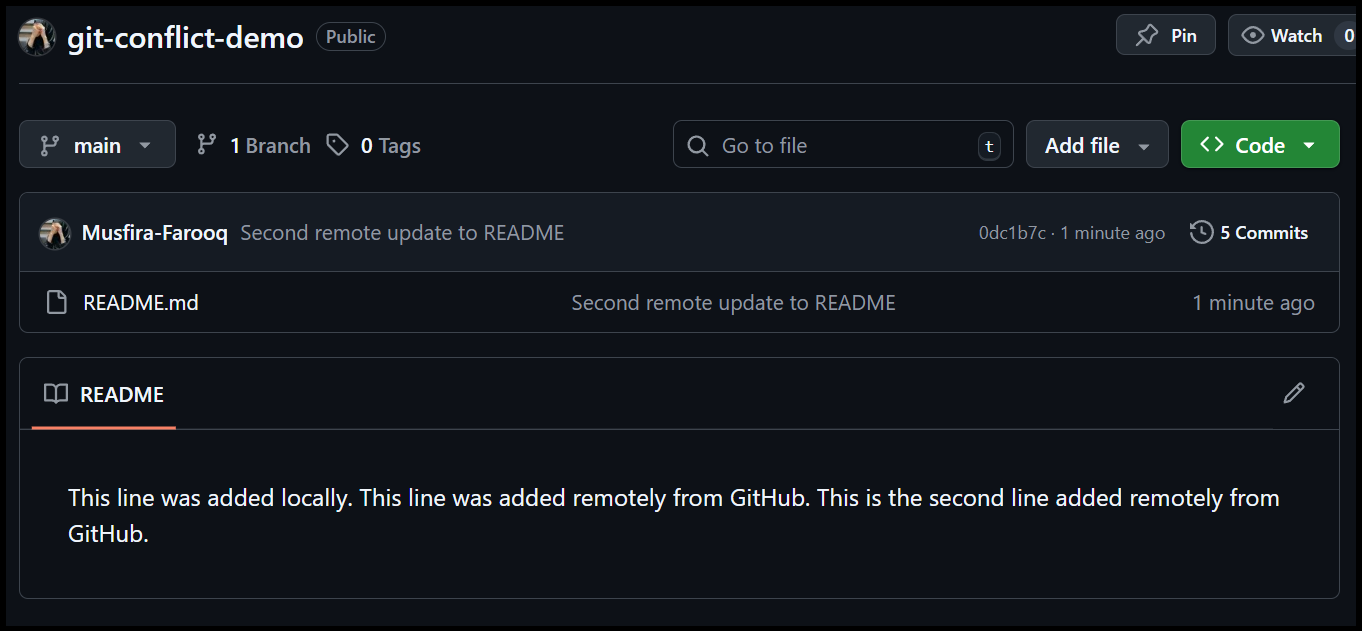 git-conflict-demo Public Pin Watch 0
main 1 Branch 0 Tags Go to file t Add file Code
Musfira-Farooq Second remote update to README 0dc1b7c · 1 minute ago 5 Commits
README.md Second remote update to README 1 minute ago
README
This line was added locally. This line was added remotely from GitHub. This is the second line added remotely from
GitHub.